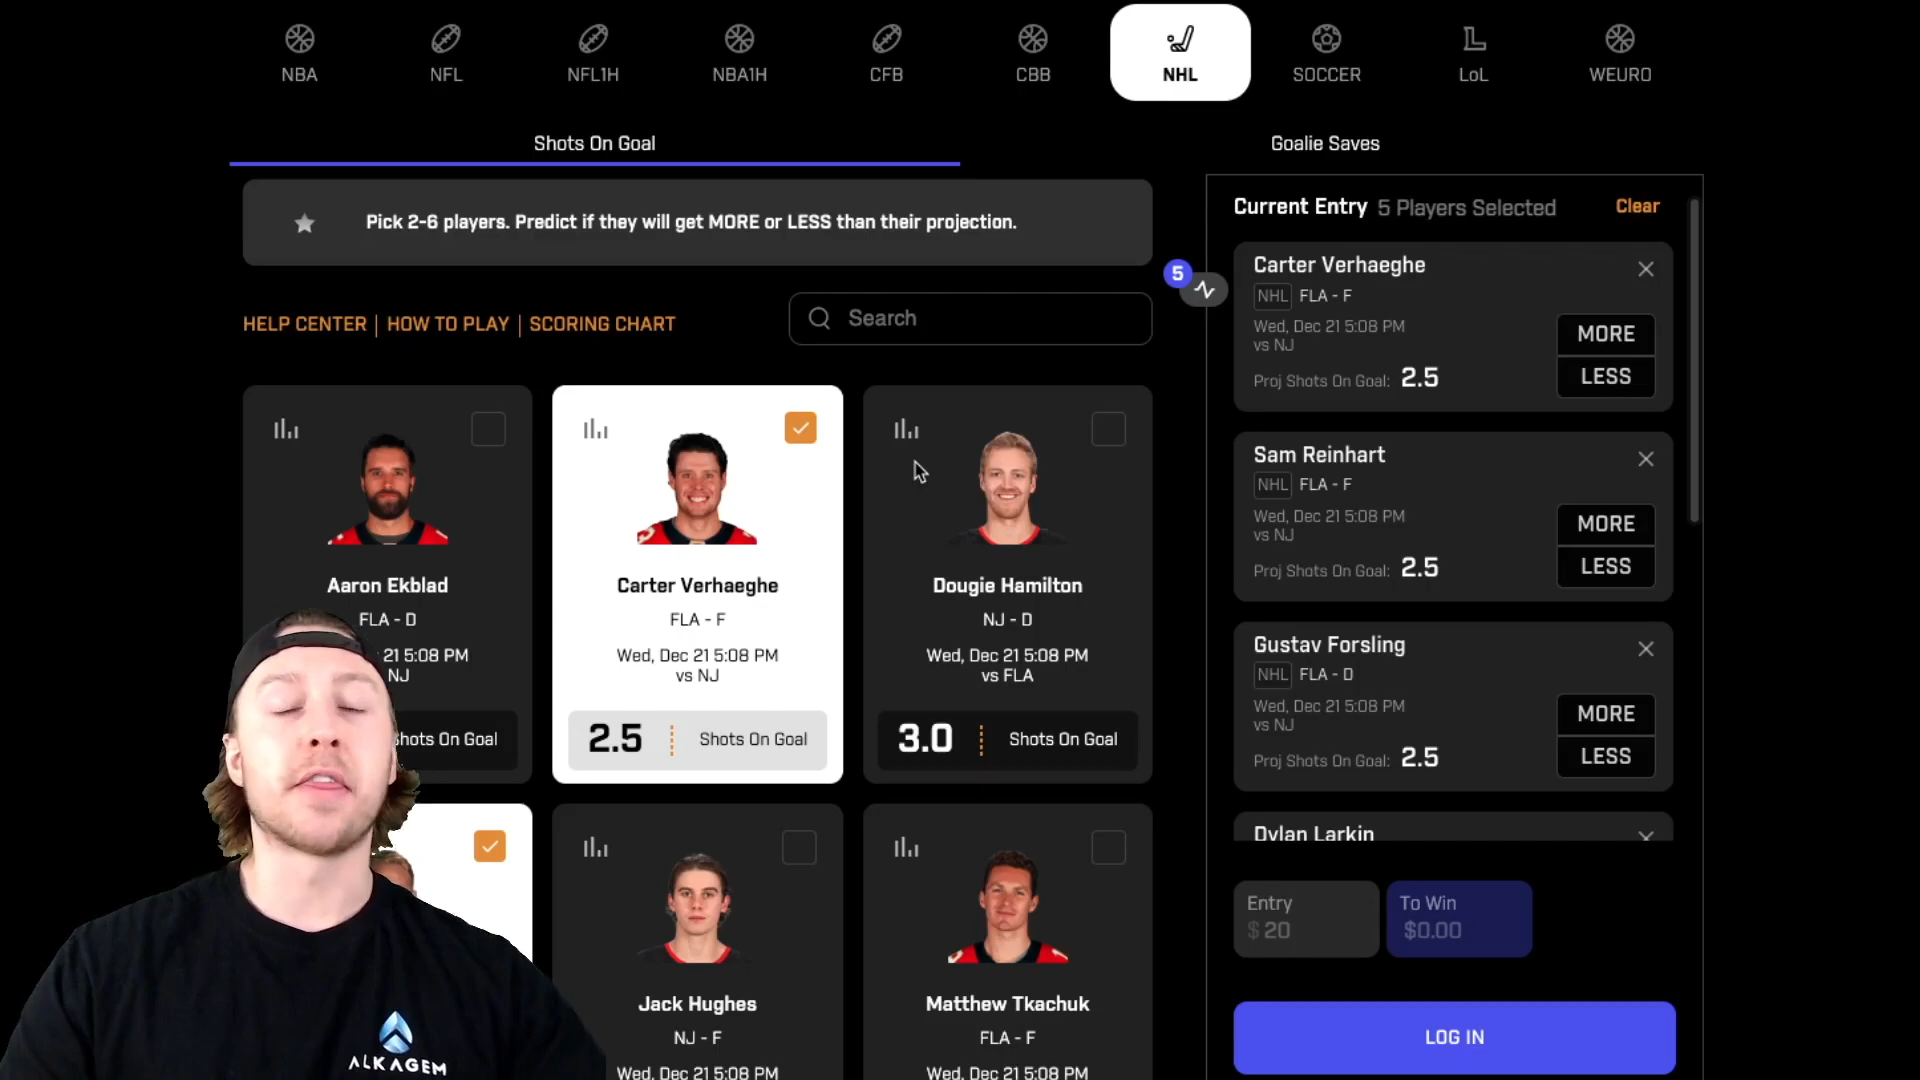 NBA
NFL
NFL1H
NBA1H
CFB
CBB
NHL
SOCCER
LoL
WEURO
Shots On Goal
Goalie Saves
Pick 2-6 players. Predict if they will get MORE or LESS than their projection.
HELP CENTER | HOW TO PLAY | SCORING CHART
Search
Aaron Ekblad
FLA - D
21 5:08 PM
NJ
Shots On Goal
Carter Verhaeghe
FLA - F
Wed, Dec 21 5:08 PM
vs NJ
2.5
Shots On Goal
Dougie Hamilton
NJ - D
Wed, Dec 21 5:08 PM
vs FLA
3.0
Shots On Goal
Jack Hughes
NJ - F
Wed, Dec 21 5:08 PM
Matthew Tkachuk
FLA - F
Wed, Dec 21 5:08 PM
5
Current Entry 5 Players Selected
Clear
Carter Verhaeghe
NHL FLA - F
Wed, Dec 21 5:08 PM
vs NJ
Proj Shots On Goal: 2.5
MORE
LESS
Sam Reinhart
NHL FLA - F
Wed, Dec 21 5:08 PM
vs NJ
Proj Shots On Goal: 2.5
MORE
LESS
Gustav Forsling
NHL FLA - D
Wed, Dec 21 5:08 PM
vs NJ
Proj Shots On Goal: 2.5
MORE
LESS
Dylan Larkin
Entry
$ 20
To Win
$0.00
LOG IN
ALKAGEM